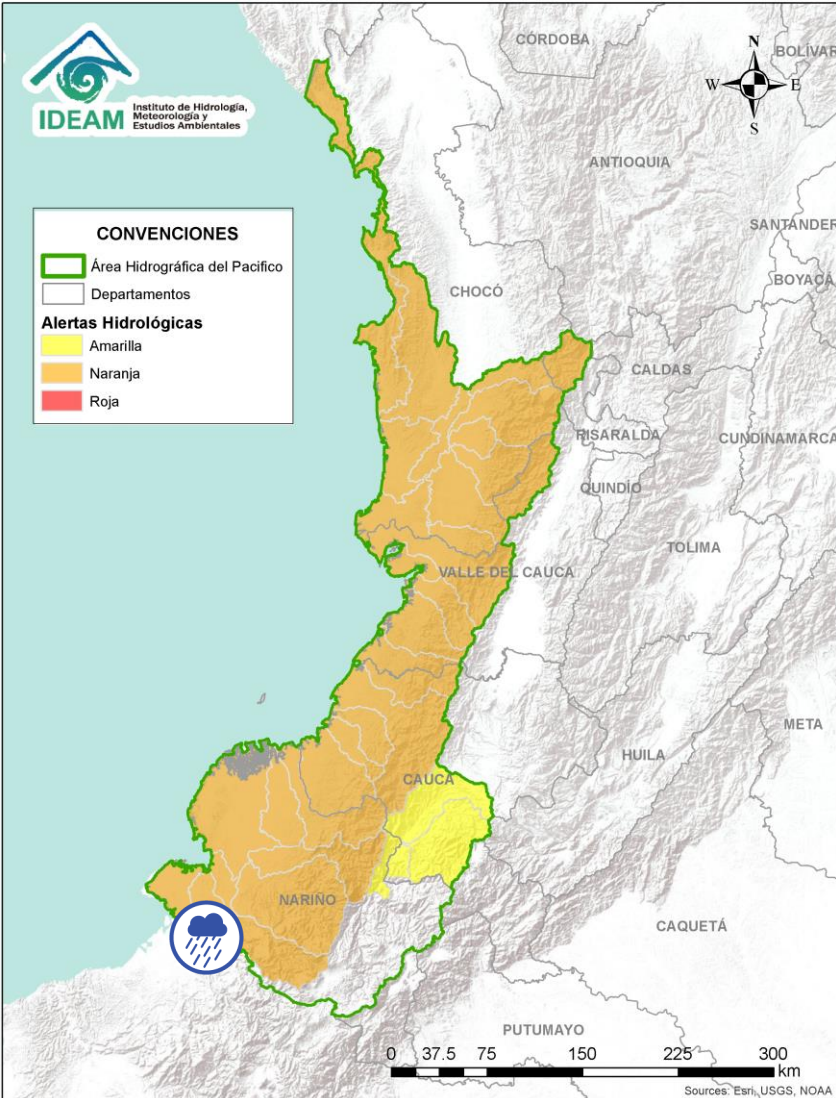 IDEAM
Instituto de Hidrología,
Meteorología y
Estudios Ambientales
N
W
E
S
CÓRDOBA
BOLÍVAR
ANTIOQUIA
SANTANDER
BOYACÁ
CHOCÓ
CALDAS
RISARALDA
CUNDINAMARCA
QUINDÍO
TOLIMA
VALLE DEL CAUCA
META
HUILA
CAUCA
NARIÑO
CAQUETÁ
PUTUMAYO
CONVENCIONES
Área Hidrográfica del Pacifico
Departamentos
Alertas Hidrológicas
Amarilla
Naranja
Roja
0 37.5 75 150 225 300
km
Sources: Esri, USGS, NOAA